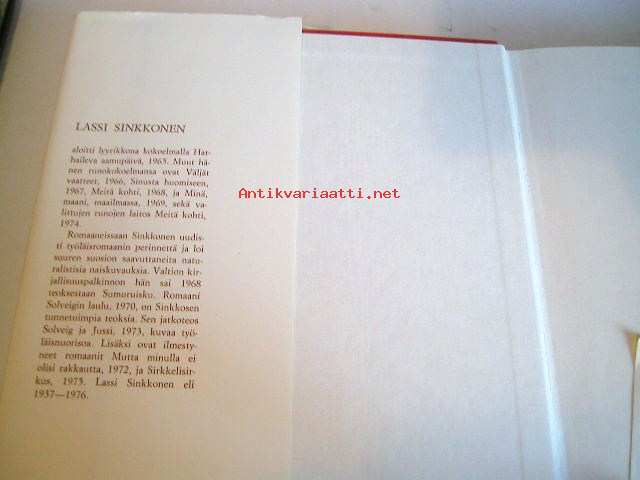 LASSI SINKKONEN
aloitti lyyrikkona kokoelmalla Har-
haileva aamupäivä, 1965. Muut hä-
nen runokokoelmansa ovat Väljät
vaatteet, 1966, Sinusta huomiseen,
1967, Meitä kohti, 1968, ja Minä,
maani, maailmassa, 1969, sekä va-
littujen runojen laitos Meitä kohti,
1974.
Romaaneissaan Sinkkonen uudis-
ti työläisromaanin perinnettä ja loi
suuren suosion saavuttaneita natu-
ralistisia naiskuvauksia. Valtion kir-
jallisuuspalkinnon hän sai 1968
teoksestaan Sumuruisku. Romaani
Solveigin laulu, 1970, on Sinkkosen
tunnetuimpia teoksia. Sen jatkoteos
Solveig ja Jussi, 1973, kuvaa työ-
läisnuorisoa. Lisäksi ovat ilmesty-
neet romaanit Mutta minulla ei
olisi rakkautta, 1972, ja Sirkkelisir-
kus, 1975. Lassi Sinkkonen eli
1937—1976.
Antikvariaatti.net
Antikvariaatti.net